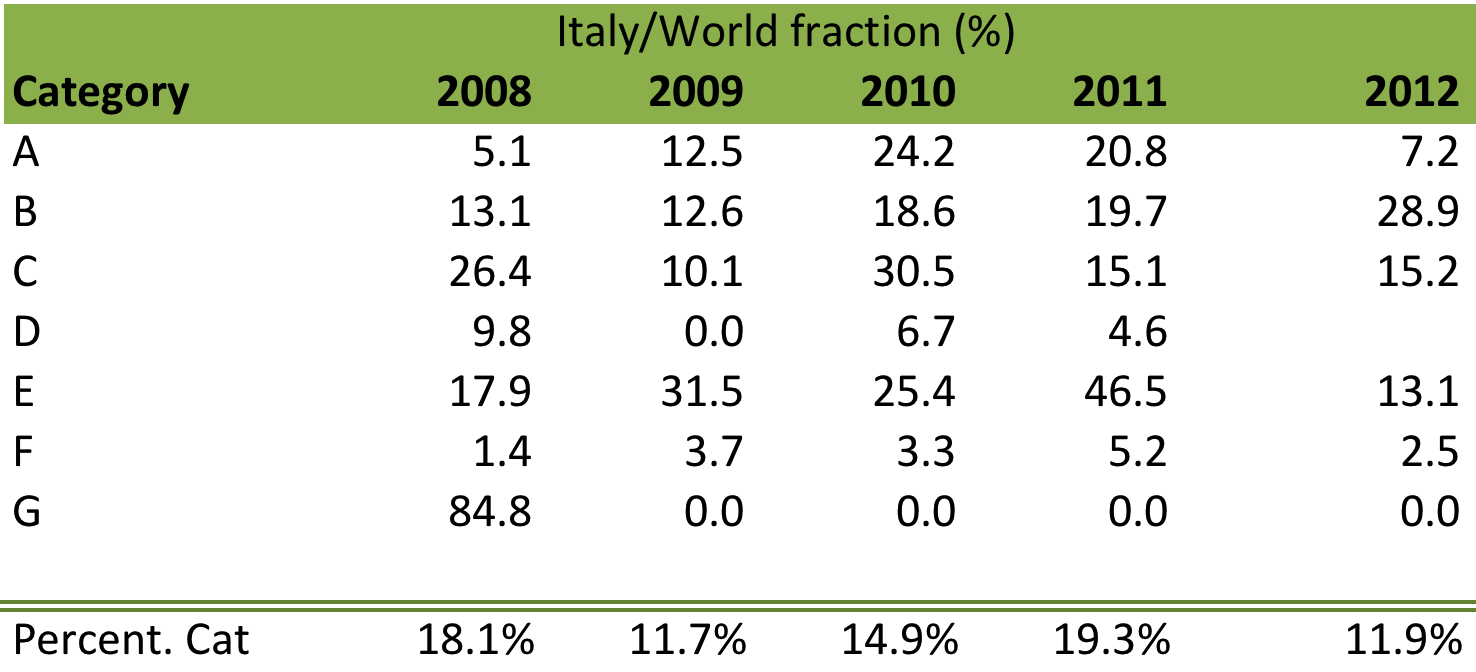 Italy/World fraction (%)
Category 2008 2009 2010 2011 2012
A 5.1 12.5 24.2 20.8 7.2
B 13.1 12.6 18.6 19.7 28.9
C 26.4 10.1 30.5 15.1 15.2
D 9.8 0.0 6.7 4.6
E 17.9 31.5 25.4 46.5 13.1
F 1.4 3.7 3.3 5.2 2.5
G 84.8 0.0 0.0 0.0 0.0
Percent. Cat 18.1% 11.7% 14.9% 19.3% 11.9%